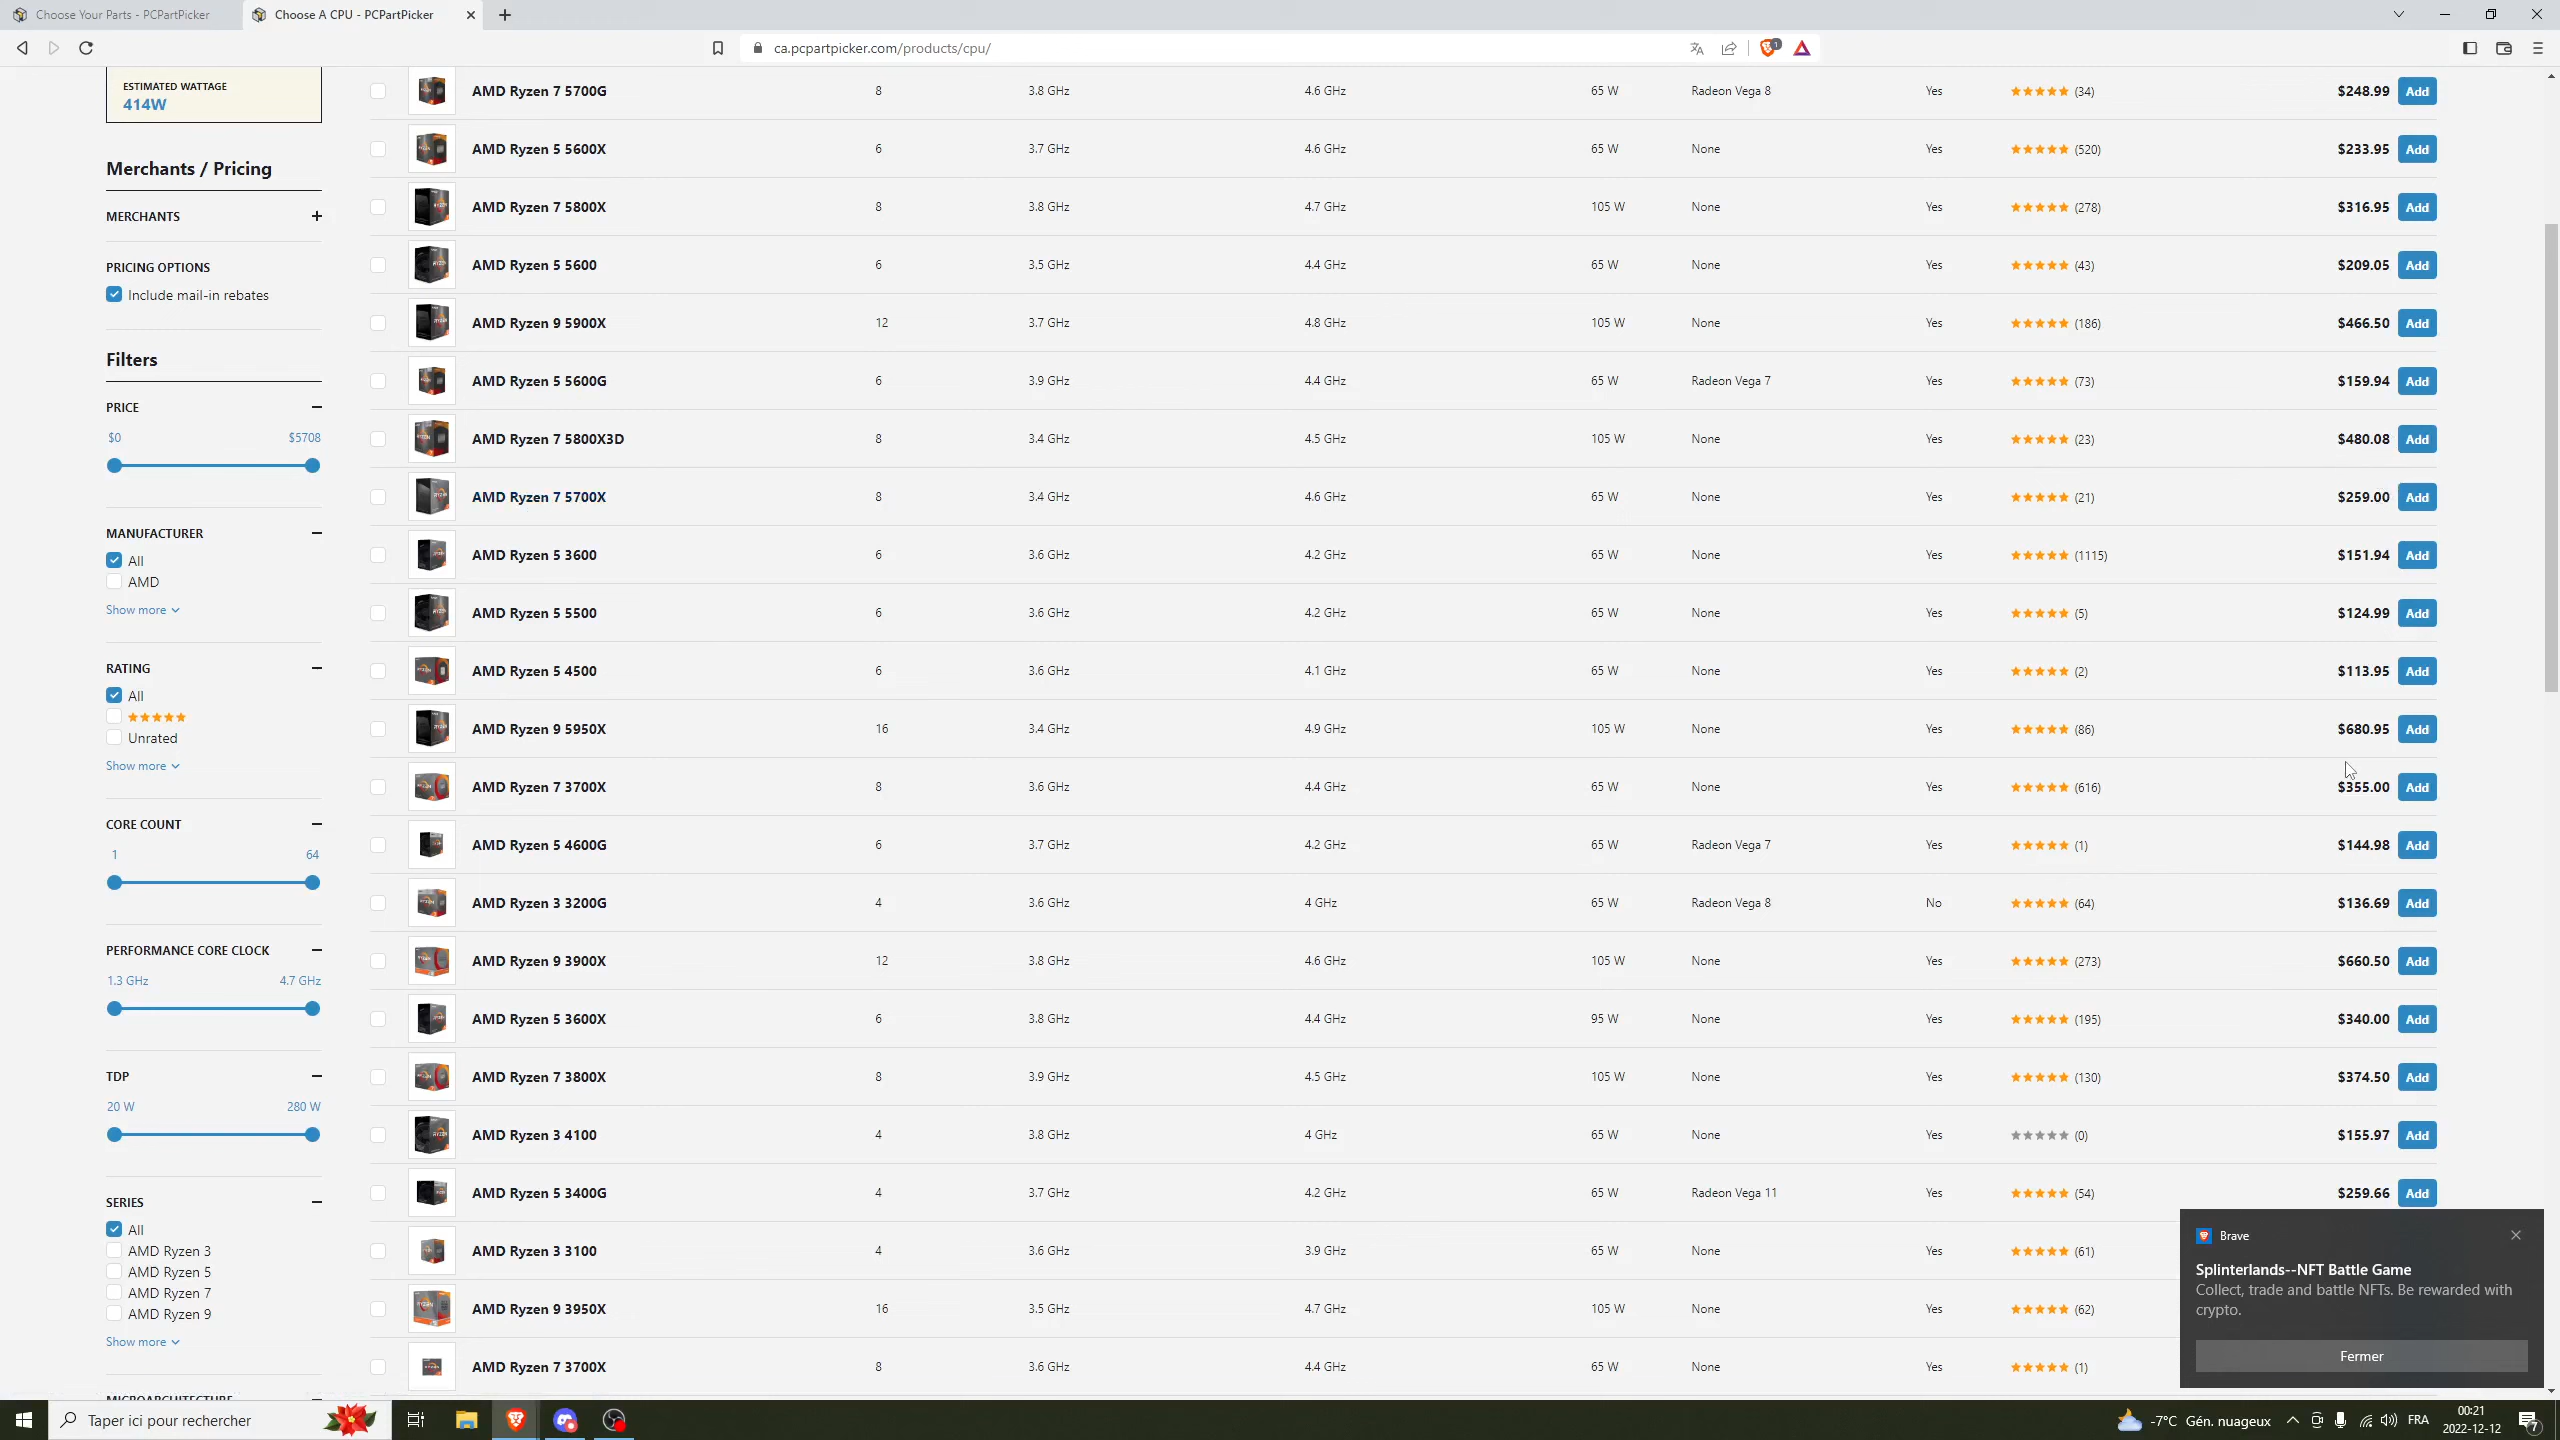 Choose Your Parts - PCPartPicker
Choose A CPU - PCPartPicker
ca.pcpartpicker.com/products/cpu/
1
ESTIMATED WATTAGE
414W
Merchants / Pricing
MERCHANTS
PRICING OPTIONS
Include mail-in rebates
Filters
PRICE
$0 $5708
MANUFACTURER
All
AMD
Show more
RATING
All
Unrated
Show more
CORE COUNT
1 64
PERFORMANCE CORE CLOCK
1.3 GHz 4.7 GHz
TDP
20 W 280 W
SERIES
All
AMD Ryzen 3
AMD Ryzen 5
AMD Ryzen 7
AMD Ryzen 9
Show more
MICROARCHITECTURE
AMD Ryzen 7 5700G 8 3.8 GHz 4.6 GHz 65 W Radeon Vega 8 Yes (34) $248.99 Add
AMD Ryzen 5 5600X 6 3.7 GHz 4.6 GHz 65 W None Yes (520) $233.95 Add
AMD Ryzen 7 5800X 8 3.8 GHz 4.7 GHz 105 W None Yes (278) $316.95 Add
AMD Ryzen 5 5600 6 3.5 GHz 4.4 GHz 65 W None Yes (43) $209.05 Add
AMD Ryzen 9 5900X 12 3.7 GHz 4.8 GHz 105 W None Yes (186) $466.50 Add
AMD Ryzen 5 5600G 6 3.9 GHz 4.4 GHz 65 W Radeon Vega 7 Yes (73) $159.94 Add
AMD Ryzen 7 5800X3D 8 3.4 GHz 4.5 GHz 105 W None Yes (23) $480.08 Add
AMD Ryzen 7 5700X 8 3.4 GHz 4.6 GHz 65 W None Yes (21) $259.00 Add
AMD Ryzen 5 3600 6 3.6 GHz 4.2 GHz 65 W None Yes (1115) $151.94 Add
AMD Ryzen 5 5500 6 3.6 GHz 4.2 GHz 65 W None Yes (5) $124.99 Add
AMD Ryzen 5 4500 6 3.6 GHz 4.1 GHz 65 W None Yes (2) $113.95 Add
AMD Ryzen 9 5950X 16 3.4 GHz 4.9 GHz 105 W None Yes (86) $680.95 Add
AMD Ryzen 7 3700X 8 3.6 GHz 4.4 GHz 65 W None Yes (616) $355.00 Add
AMD Ryzen 5 4600G 6 3.7 GHz 4.2 GHz 65 W Radeon Vega 7 Yes (1) $144.98 Add
AMD Ryzen 3 3200G 4 3.6 GHz 4 GHz 65 W Radeon Vega 8 No (64) $136.69 Add
AMD Ryzen 9 3900X 12 3.8 GHz 4.6 GHz 105 W None Yes (273) $660.50 Add
AMD Ryzen 5 3600X 6 3.8 GHz 4.4 GHz 95 W None Yes (195) $340.00 Add
AMD Ryzen 7 3800X 8 3.9 GHz 4.5 GHz 105 W None Yes (130) $374.50 Add
AMD Ryzen 3 4100 4 3.8 GHz 4 GHz 65 W None Yes (0) $155.97 Add
AMD Ryzen 5 3400G 4 3.7 GHz 4.2 GHz 65 W Radeon Vega 11 Yes (54) $259.66 Add
AMD Ryzen 3 3100 4 3.6 GHz 3.9 GHz 65 W None Yes (61)
AMD Ryzen 9 3950X 16 3.5 GHz 4.7 GHz 105 W None Yes (62)
AMD Ryzen 7 3700X 8 3.6 GHz 4.4 GHz 65 W None Yes (1)
Brave
Splinterlands--NFT Battle Game
Collect, trade and battle NFTs. Be rewarded with
crypto.
Fermer
Taper ici pour rechercher
-7°C Gén. nuageux
FRA
00:21
2022-12-12
7